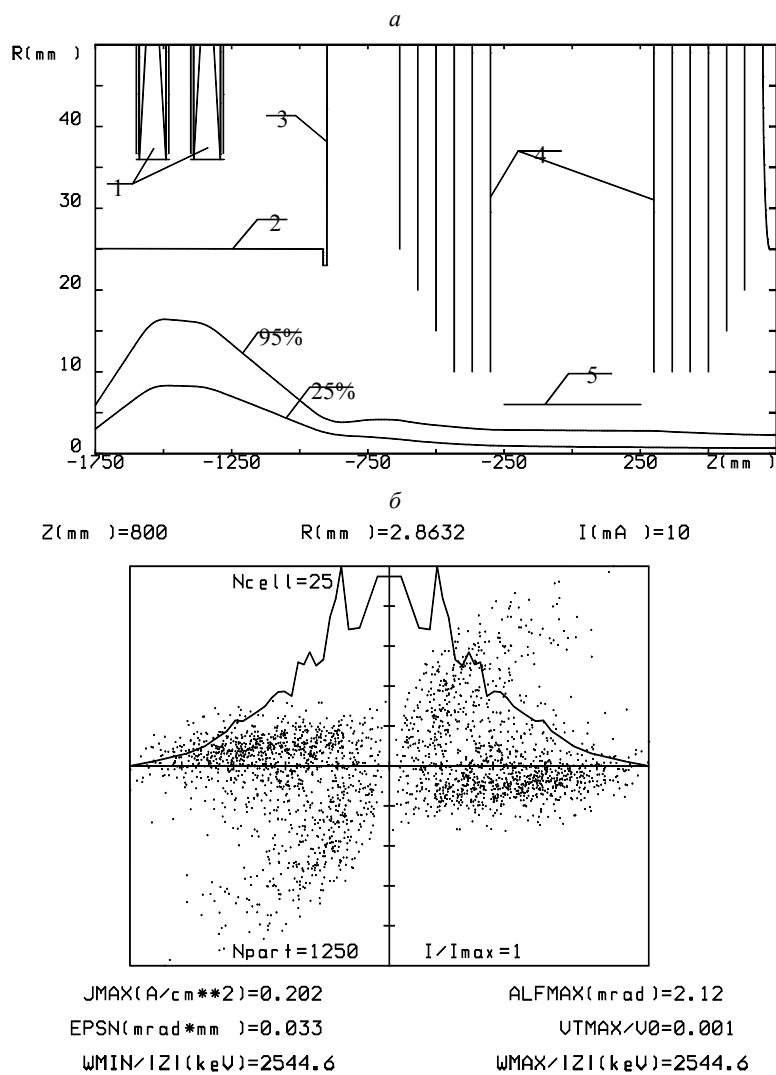 а
R(mm )
40
3
4
1
30
2
20
95%
10
25%
5
0
-1750 -1250 -750 -250 250 Z(mm )
б
Z(mm )=800 R(mm )=2.8632 I(mA )=10
Ncell=25
Npart=1250 I/Imax=1
JMAX(A/cm**2)=0.202 ALFMAX(mrad)=2.12
EPSN(mrad*mm )=0.033 VTMAX/V0=0.001
WMIN/|Z|(keV)=2544.6 WMAX/|Z|(keV)=2544.6